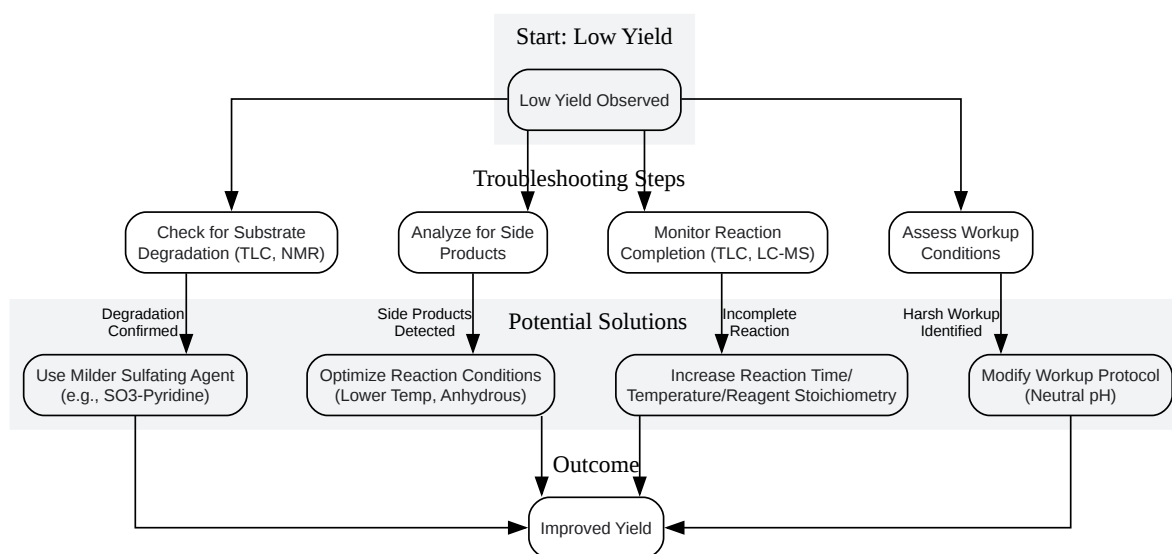 Start: Low Yield
Low Yield Observed
Troubleshooting Steps
Check for Substrate
Degradation (TLC, NMR)
Analyze for Side
Products
Monitor Reaction
Completion (TLC, LC-MS)
Assess Workup
Conditions
Degradation
Confirmed
Side Products
Detected
Potential Solutions
Incomplete
Reaction
Harsh Workup
Identified
Use Milder Sulfating Agent
(e.g., SO3-Pyridine)
Optimize Reaction Conditions
(Lower Temp, Anhydrous)
Increase Reaction Time/
Temperature/Reagent Stoichiometry
Modify Workup Protocol
(Neutral pH)
Outcome
Improved Yield